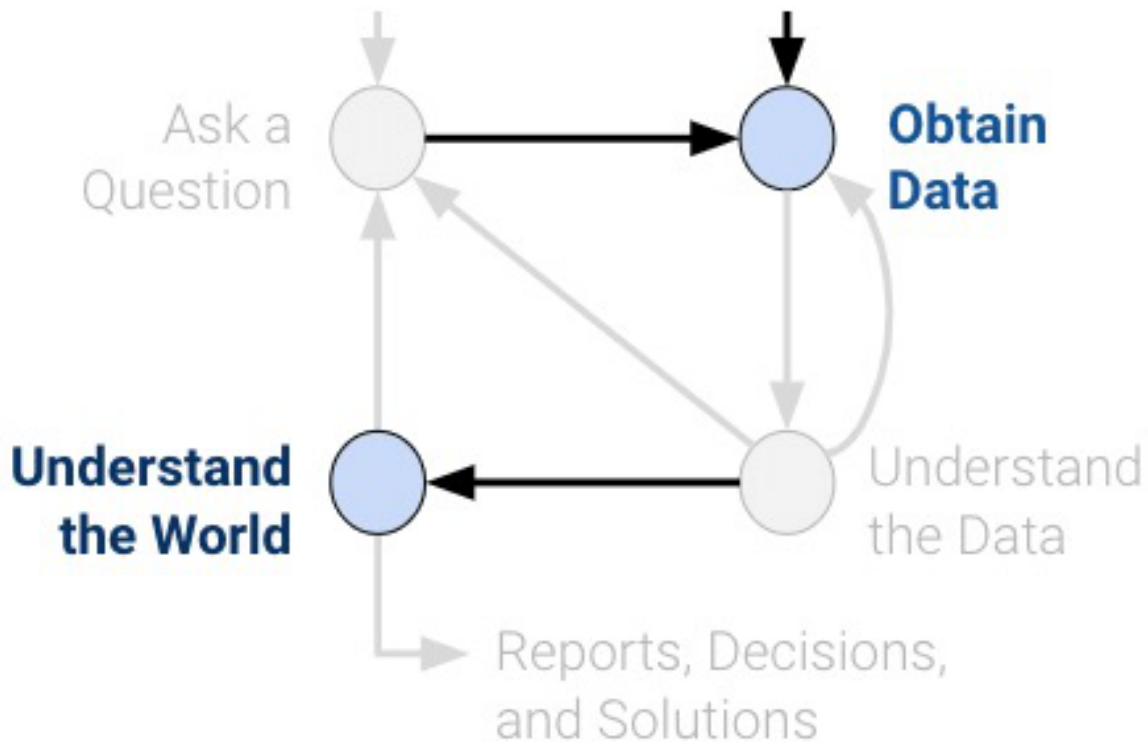 Ask a
Question
Obtain
Data
Understand
the World
Understand
the Data
Reports, Decisions,
and Solutions